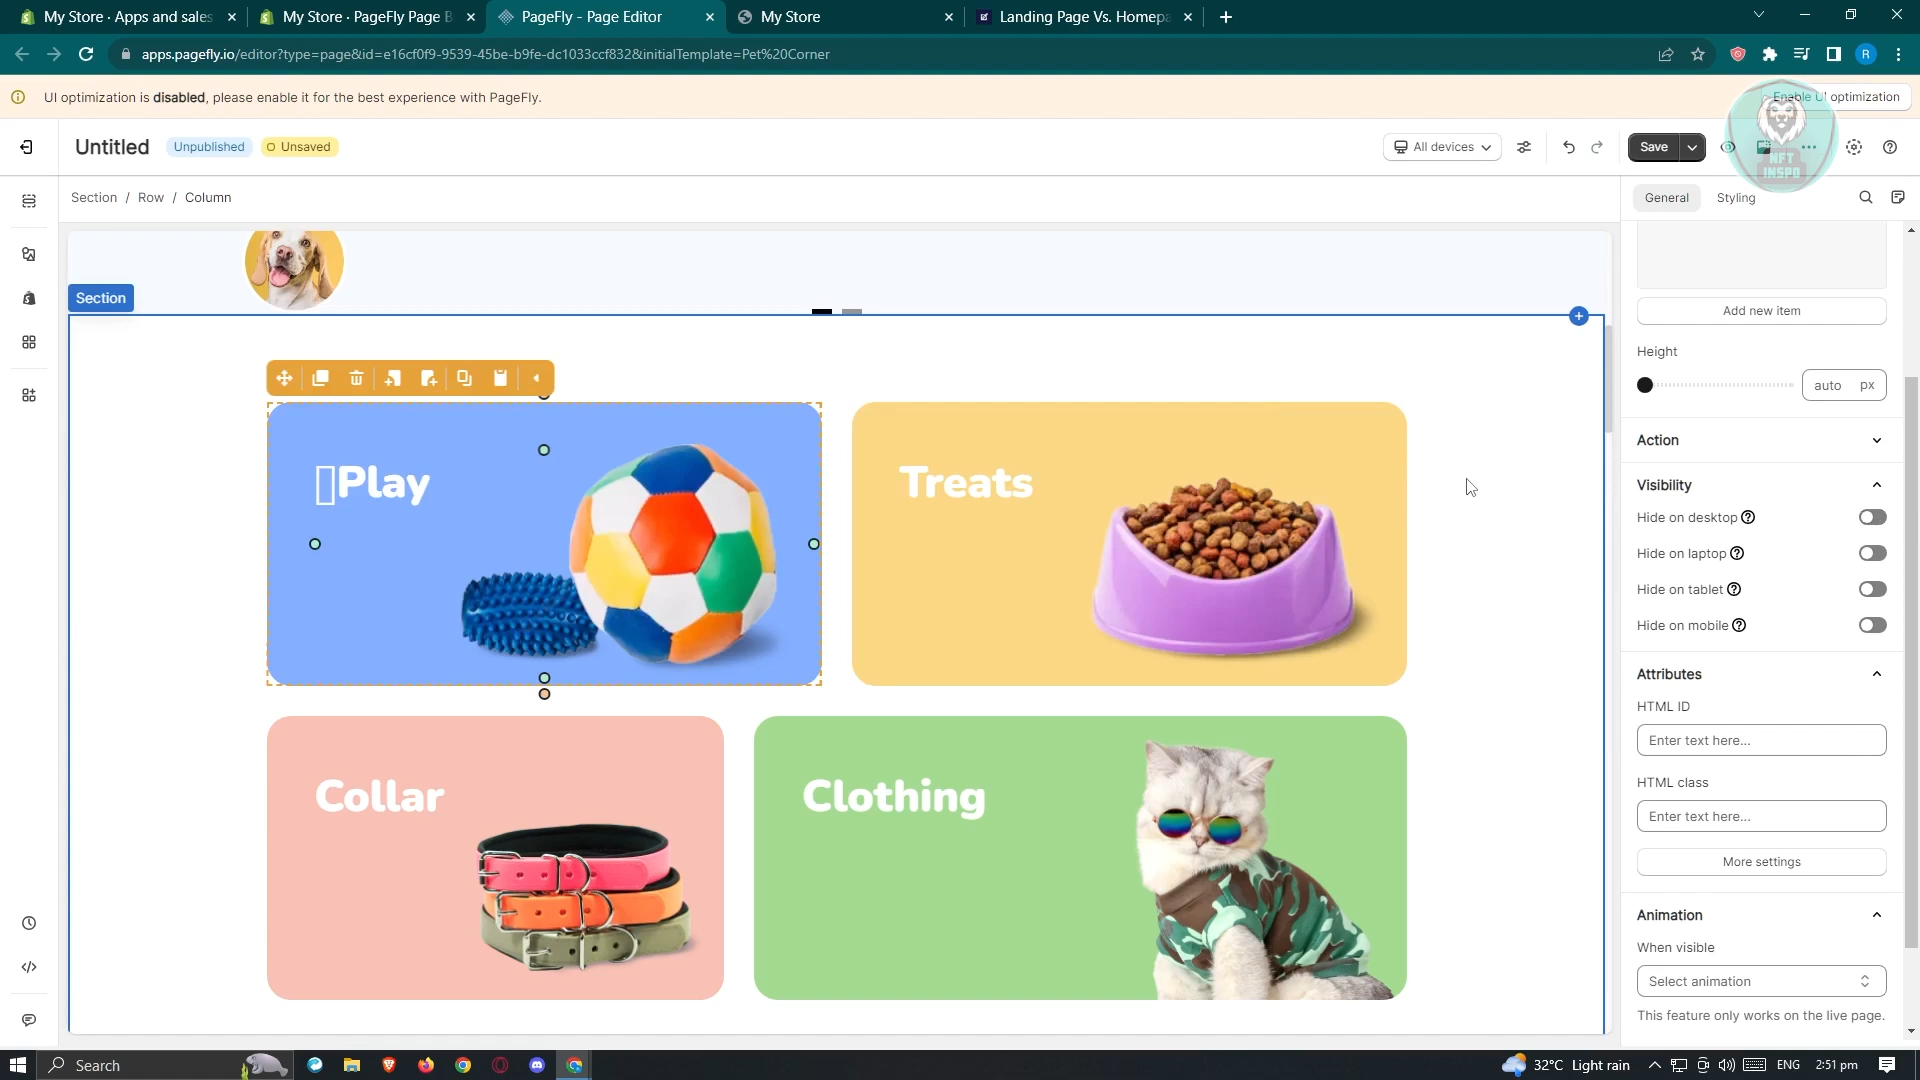 My Store · Apps and sales
My Store · PageFly Page B
PageFly - Page Editor
My Store
Landing Page Vs. Homepa
apps.pagefly.io/editor?type=page&id=e16cf0f9-9539-45be-b9fe-dc1033ccf832&initialTemplate=Pet%20Corner
R
UI optimization is disabled, please enable it for the best experience with PageFly.
Enable UI optimization
Untitled
Unpublished
Unsaved
All devices
Save
NFT
INSPO
Section / Row / Column
General
Styling
Section
Add new item
Height
auto px
Play
Treats
Action
Visibility
Hide on desktop
Hide on laptop
Hide on tablet
Hide on mobile
Attributes
HTML ID
Enter text here...
HTML class
Enter text here...
Collar
Clothing
More settings
Animation
When visible
Select animation
This feature only works on the live page.
Search
32°C Light rain
ENG
2:51 pm